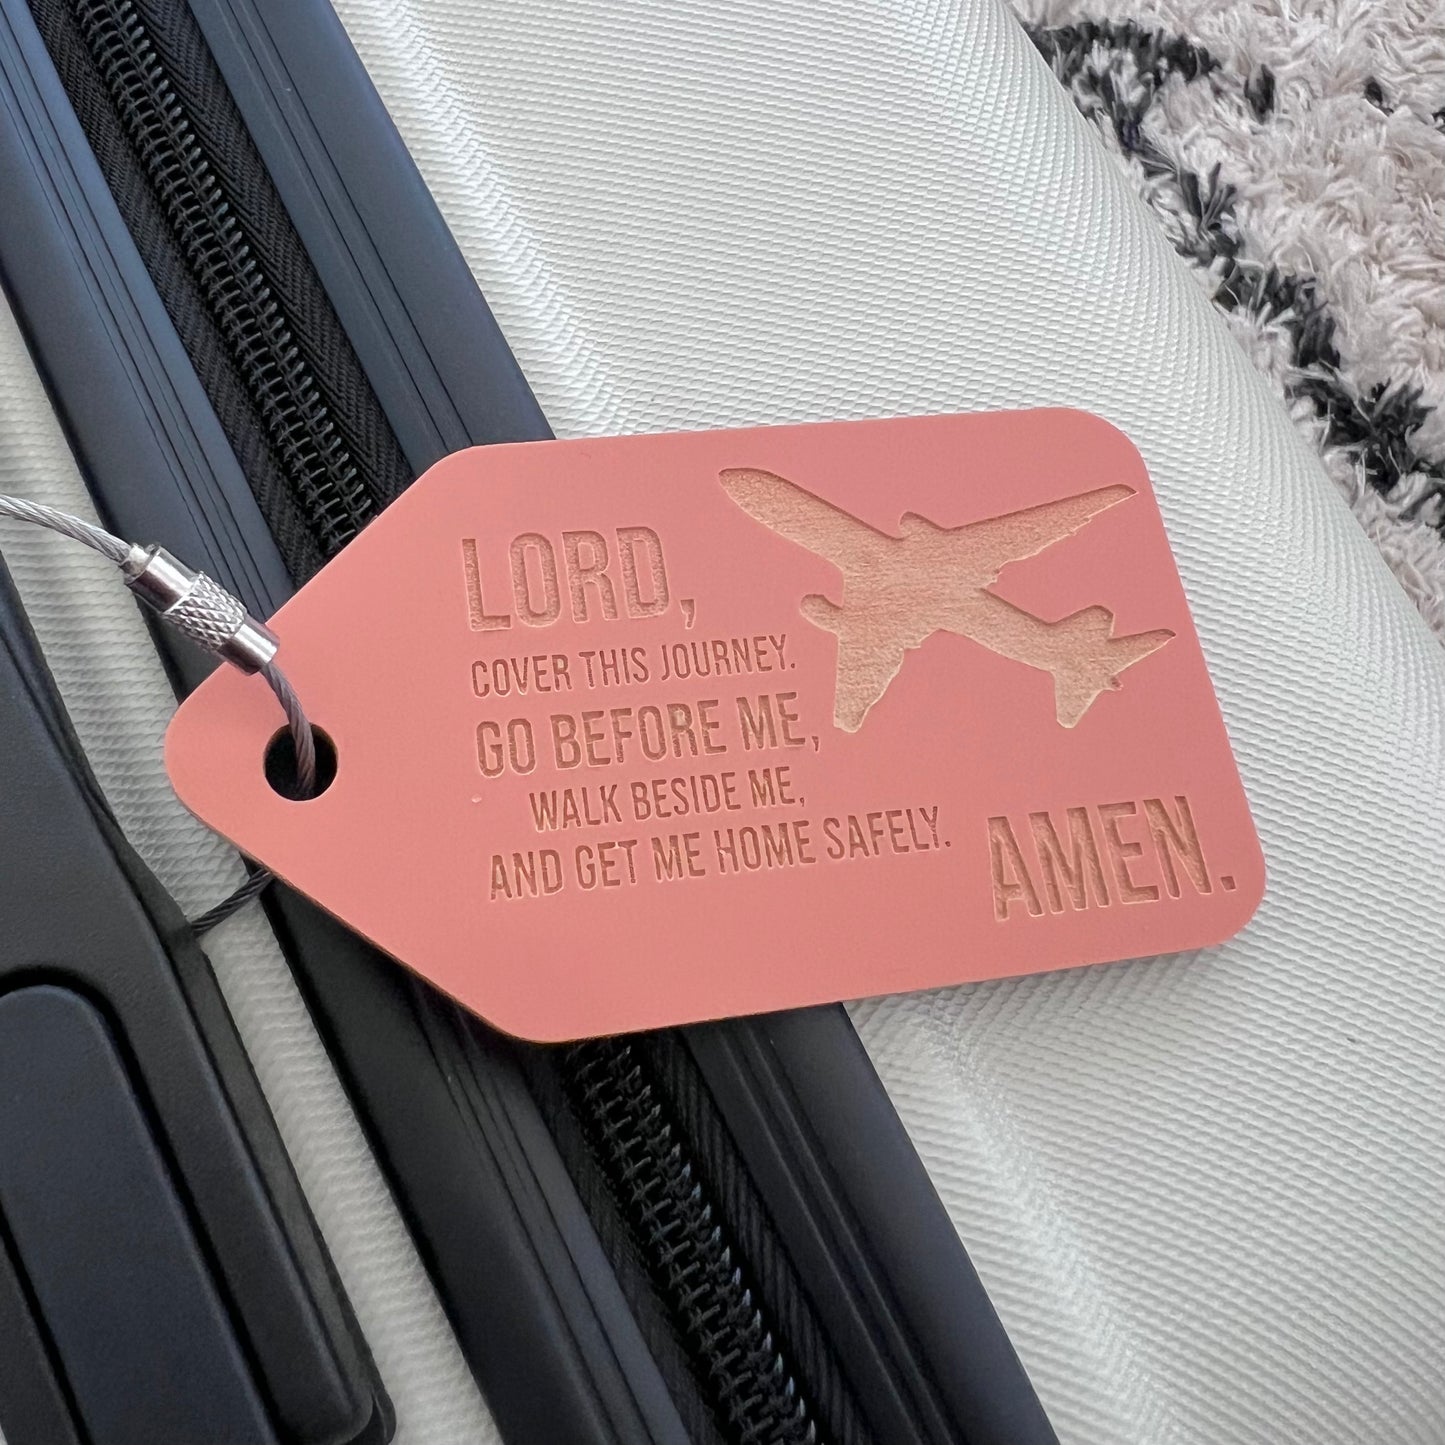 LORD,
COVER THIS JOURNEY.
GO BEFORE ME,
WALK BESIDE ME,
AND GET ME HOME SAFELY.
AMEN.